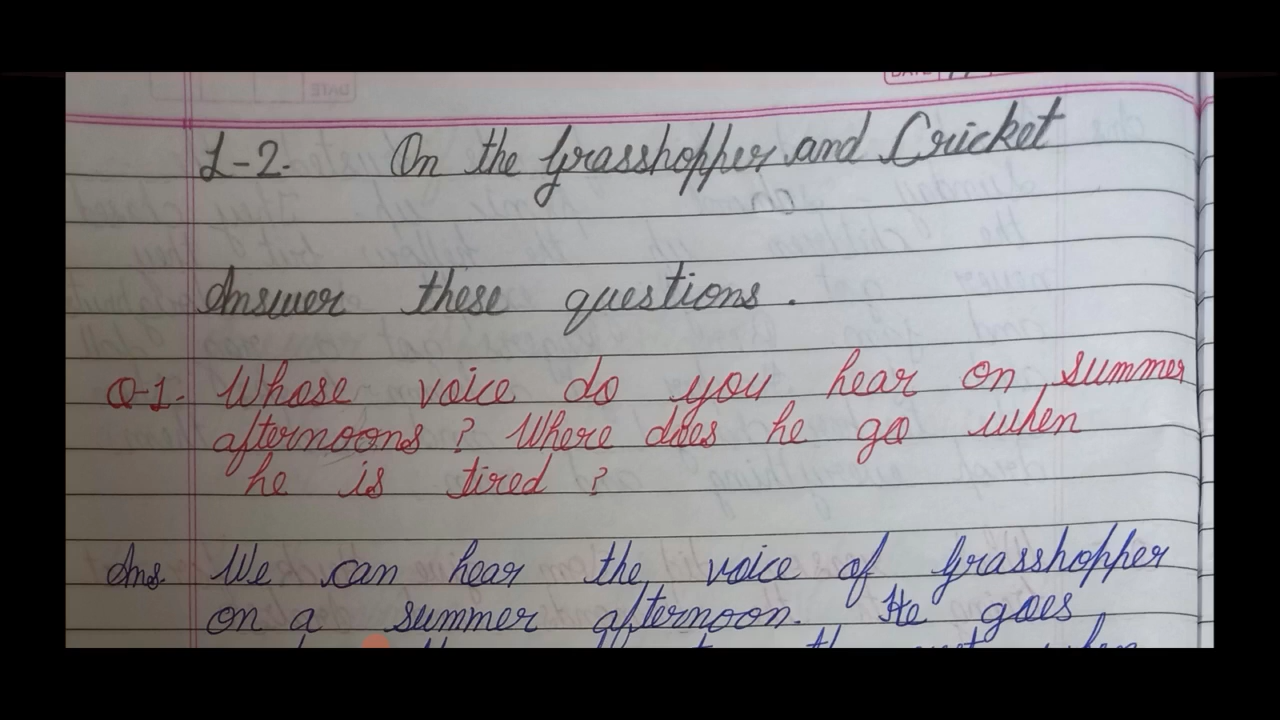 L-2. On the Grasshopper and Cricket
Answer these questions.
Q-1. Whose voice do you hear on summer
afternoons? Where does he go when
he is tired?
Ans. We can hear the voice of Grasshopper
on a summer afternoon. He goes